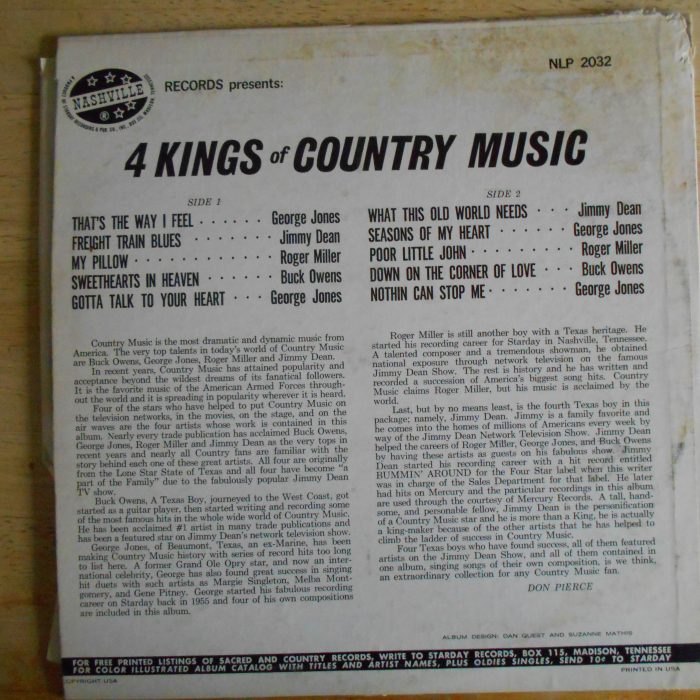 NASHVILLE
RECORDS presents:
NLP 2032
4 KINGS of COUNTRY MUSIC
SIDE 1
THAT'S THE WAY I FEEL . . . . . . George Jones
FREIGHT TRAIN BLUES . . . . . . . Jimmy Dean
MY PILLOW . . . . . . . . . . . Roger Miller
SWEETHEARTS IN HEAVEN . . . . . . Buck Owens
GOTTA TALK TO YOUR HEART . . . George Jones
SIDE 2
WHAT THIS OLD WORLD NEEDS . . . Jimmy Dean
SEASONS OF MY HEART . . . . . George Jones
POOR LITTLE JOHN . . . . . . . . . Roger Miller
DOWN ON THE CORNER OF LOVE . . . Buck Owens
NOTHIN CAN STOP ME . . . . . . . George Jones
Country Music is the most dramatic and dynamic music from
America. The very top talents in today's world of Country Music
are Buck Owens, George Jones, Roger Miller and Jimmy Dean.
In recent years, Country Music has attained popularity and
acceptance beyond the wildest dreams of its fanatical followers.
It is the favorite music of the American Armed Forces through-
out the world and it is spreading in popularity wherever it is heard.
Four of the stars who have helped to put Country Music on
the television networks, in the movies, on the stage, and on the
air waves are the four artists whose work is contained in this
album. Nearly every trade publication has acclaimed Buck Owens,
George Jones, Roger Miller and Jimmy Dean as the very tops in
recent years and nearly all Country fans are familiar with the
story behind each one of these great artists. All four are originally
from the Lone Star State of Texas and all four have become "a
part of the Family" due to the fabulously popular Jimmy Dean
TV show.
Buck Owens, A Texas Boy, journeyed to the West Coast, got
started as a guitar player, then started writing and recording some
of the most famous hits in the whole wide world of Country Music.
He has been acclaimed #1 artist in many trade publications and
has been a featured star on Jimmy Dean's network television show.
George Jones, of Beaumont, Texas, an ex-Marine, has been
making Country Music history with series of record hits too long
to list here. A former Grand Ole Opry star, and now an inter-
national celebrity, George has also found great success in singing
hit duets with such artists as Margie Singleton, Melba Mont-
gomery, and Gene Pitney. George started his fabulous recording
career on Starday back in 1955 and four of his own compositions
are included in this album.
Roger Miller is still another boy with a Texas heritage. He
started his recording career for Starday in Nashville, Tennessee.
A talented composer and a tremendous showman, he obtained
national exposure through network television on the famous
Jimmy Dean Show. The rest is history and he has written and
recorded a succession of America's biggest song hits. Country
Music claims Roger Miller, but his music is acclaimed by the
world.
Last, but by no means least, is the fourth Texas boy in this
package; namely, Jimmy Dean. Jimmy is a family favorite and
he comes into the homes of millions of Americans every week by
way of the Jimmy Dean Network Television Show. Jimmy Dean
helped the careers of Roger Miller, George Jones, and Buck Owens
by having these artists as guests on his fabulous show. Jimmy
Dean started his recording career with a hit record entitled
BUMMIN' AROUND for the Four Star label when this writer
was in charge of the Sales Department for that label. He later
had hits on Mercury and the particular recordings in this album
are used through the courtesy of Mercury Records. A tall, hand-
some, and personable fellow, Jimmy Dean is the personification
of a Country Music star and he is more than a King, he is actually
a king-maker because of the other artists that he has helped to
climb the ladder of success in Country Music.
Four Texas boys who have found success, all of them featured
artists on the Jimmy Dean Show, and all of them contained in
one album, singing songs of their own composition, is we think,
an extraordinary collection for any Country Music fan.
DON PIERCE
ALBUM DESIGN: DAN QUEST AND SUZANNE MATHIS
FOR FREE PRINTED LISTINGS OF SACRED AND COUNTRY RECORDS, WRITE TO STARDAY RECORDS, BOX 115, MADISON, TENNESSEE
FOR COLOR ILLUSTRATED ALBUM CATALOG WITH TITLES AND ARTIST NAMES, PLUS OLDIES SINGLES, SEND 10¢ TO STARDAY
COPYRIGHT USA
PRINTED IN USA